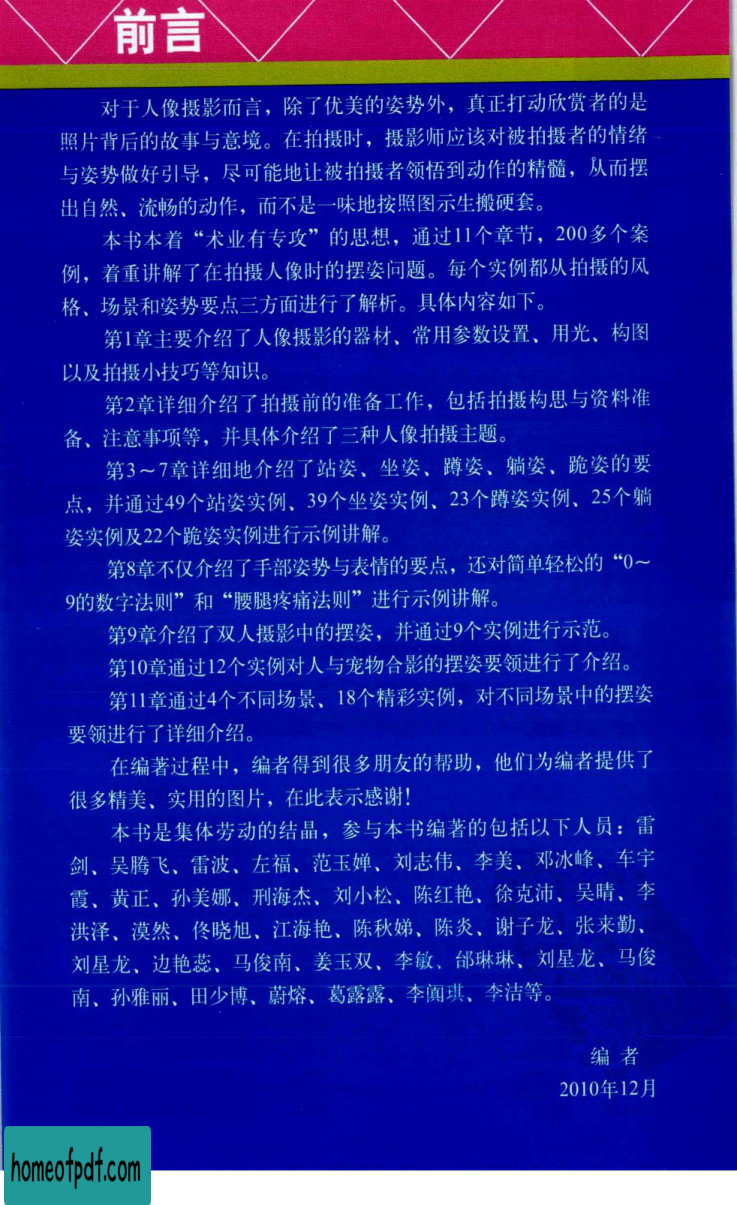 前言
对于人像摄影而言，除了优美的姿势外，真正打动欣赏者的是
照片背后的故事与意境。在拍摄时，摄影师应该对被拍摄者的情绪
与姿势做好引导，尽可能地让被拍摄者领悟到动作的精髓，从而摆
出自然、流畅的动作，而不是一味地按照图示生搬硬套。
本书本着“术业有专攻”的思想，通过11个章节，200多个案
例，着重讲解了在拍摄人像时的摆姿问题。每个实例都从拍摄的风
格、场景和姿势要点三方面进行了解析。具体内容如下。
第1章主要介绍了人像摄影的器材、常用参数设置、用光、构图
以及拍摄小技巧等知识。
第2章详细介绍了拍摄前的准备工作，包括拍摄构思与资料准
备、注意事项等，并具体介绍了三种人像拍摄主题。
第3～7章详细地介绍了站姿、坐姿、蹲姿、躺姿、跪姿的要
点，并通过49个站姿实例、39个坐姿实例、23个蹲姿实例、25个躺
姿实例及22个跪姿实例进行示例讲解。
第8章不仅介绍了手部姿势与表情的要点，还对简单轻松的“0～
9的数字法则”和“腰腿疼痛法则”进行示例讲解。
第9章介绍了双人摄影中的摆姿，并通过9个实例进行示范。
第10章通过12个实例对人与宠物合影的摆姿要领进行了介绍。
第11章通过4个不同场景、18个精彩实例，对不同场景中的摆姿
要领进行了详细介绍。
在编著过程中，编者得到很多朋友的帮助，他们为编者提供了
很多精美、实用的图片，在此表示感谢！
本书是集体劳动的结晶，参与本书编著的包括以下人员：雷
剑、吴腾飞、雷波、左福、范玉婵、刘志伟、李美、邓冰峰、车宇
霞、黄正、孙美娜、刑海杰、刘小松、陈红艳、徐克沛、吴晴、李
洪泽、漠然、佟晓旭、江海艳、陈秋娣、陈炎、谢子龙、张来勤、
刘星龙、边艳蕊、马俊南、姜玉双、李敏、邰琳琳、刘星龙、马俊
南、孙雅丽、田少博、蔚熔、葛露露、李阗琪、李洁等。
编 者
2010年12月
homeofpdf.com